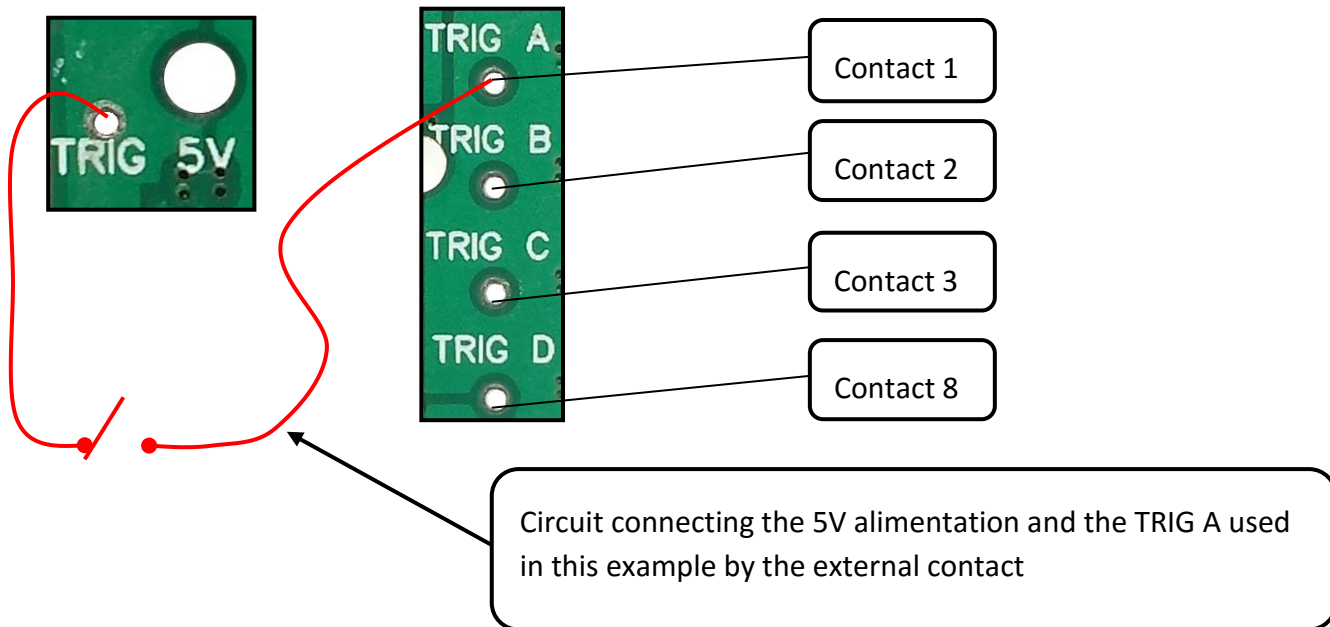 TRIG 5V
TRIG A
TRIG B
TRIG C
TRIG D
Contact 1
Contact 2
Contact 3
Contact 8
Circuit connecting the 5V alimentation and the TRIG A used
in this example by the external contact